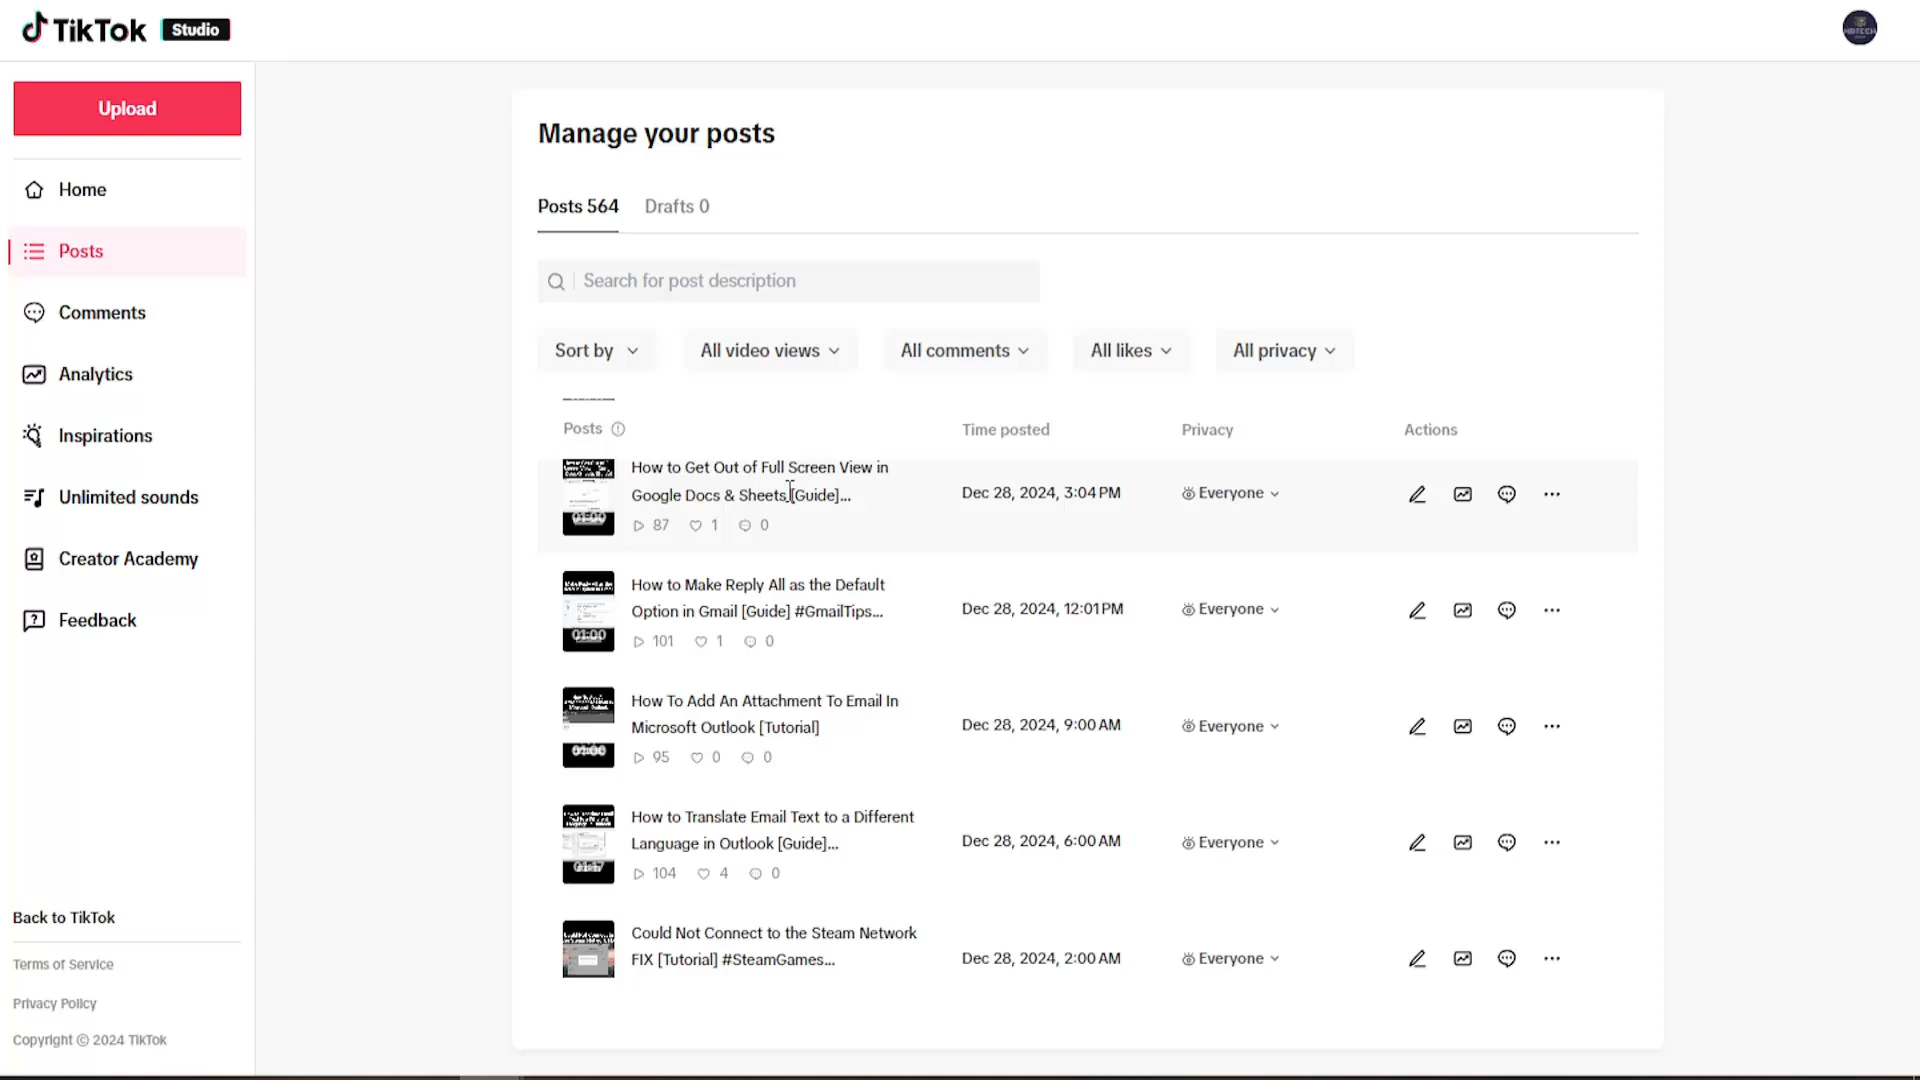 TikTok Studio
Upload
Home
Posts
Comments
Analytics
Inspirations
Unlimited sounds
Creator Academy
Feedback
Back to TikTok
Terms of Service
Privacy Policy
Copyright © 2024 TikTok
Manage your posts
Posts 564 Drafts 0
Search for post description
Sort by All video views All comments All likes All privacy
Posts Time posted Privacy Actions
How to Get Out of Full Screen View in
Google Docs & Sheets [Guide]...
Dec 28, 2024, 3:04 PM Everyone
01:00
87 1 0
How to Make Reply All as the Default
Option in Gmail [Guide] #GmailTips...
Dec 28, 2024, 12:01 PM Everyone
01:00
101 1 0
How To Add An Attachment To Email In
Microsoft Outlook [Tutorial]
Dec 28, 2024, 9:00 AM Everyone
01:00
95 0 0
How to Translate Email Text to a Different
Language in Outlook [Guide]...
Dec 28, 2024, 6:00 AM Everyone
104 4 0
Could Not Connect to the Steam Network
FIX [Tutorial] #SteamGames...
Dec 28, 2024, 2:00 AM Everyone